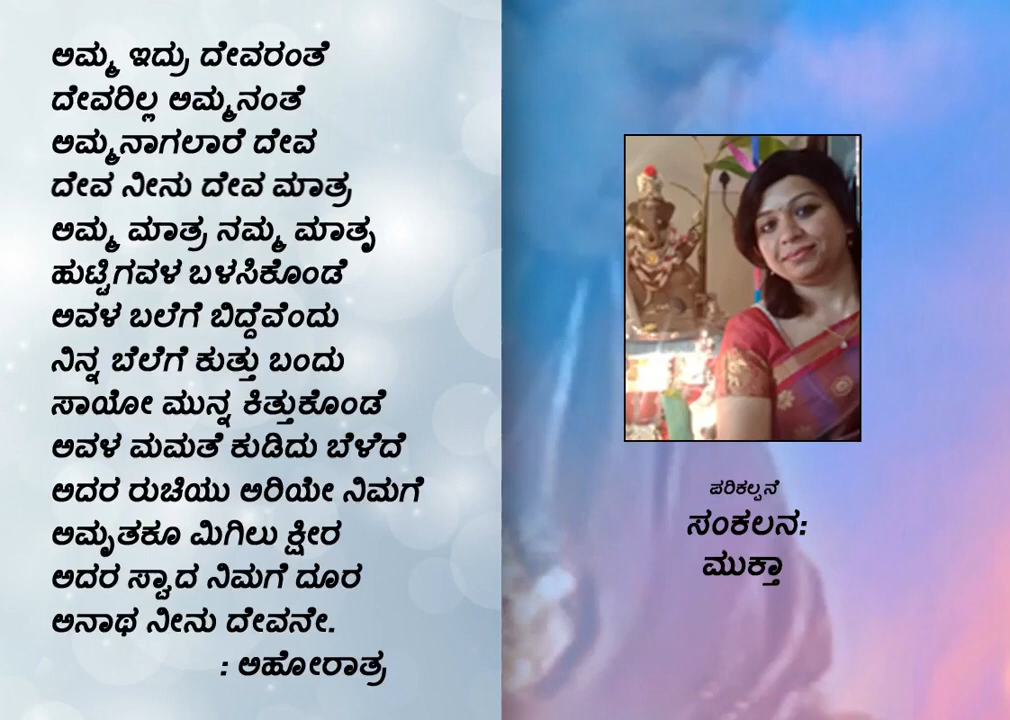 ಅಮ್ಮ ಇದ್ರು ದೇವರಂತೆ
ದೇವರಿಲ್ಲ ಅಮ್ಮನಂತೆ
ಅಮ್ಮನಾಗಲಾರೆ ದೇವ
ದೇವ ನೀನು ದೇವ ಮಾತ್ರ
ಅಮ್ಮ ಮಾತ್ರ ನಮ್ಮ ಮಾತೃ
ಹುಟ್ಟಿಗವಳ ಬಳಸಿಕೊಂಡೆ
ಅವಳ ಬಲೆಗೆ ಬಿದ್ದೆವೆಂದು
ನಿನ್ನ ಬೆಲೆಗೆ ಕುತ್ತು ಬಂದು
ಸಾಯೋ ಮುನ್ನ ಕಿತ್ತುಕೊಂಡೆ
ಅವಳ ಮಮತೆ ಕುಡಿದು ಬೆಳೆದೆ
ಅದರ ರುಚಿಯು ಅರಿಯೇ ನಿಮಗೆ
ಅಮೃತಕೂ ಮಿಗಿಲು ಕ್ಷೀರ
ಅದರ ಸ್ವಾದ ನಿಮಗೆ ದೂರ
ಅನಾಥ ನೀನು ದೇವನೇ.
: ಅಹೋರಾತ್ರ
ಪರಿಕಲ್ಪನೆ
ಸಂಕಲನ:
ಮುಕ್ತಾ